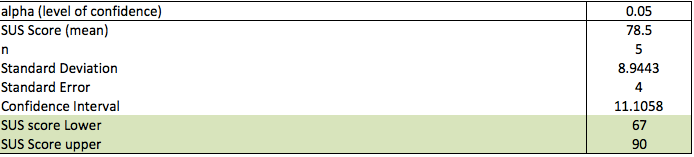 alpha (level of confidence) 0.05
SUS Score (mean) 78.5
n 5
Standard Deviation 8.9443
Standard Error 4
Confidence Interval 11.1058
SUS score Lower 67
SUS Score upper 90